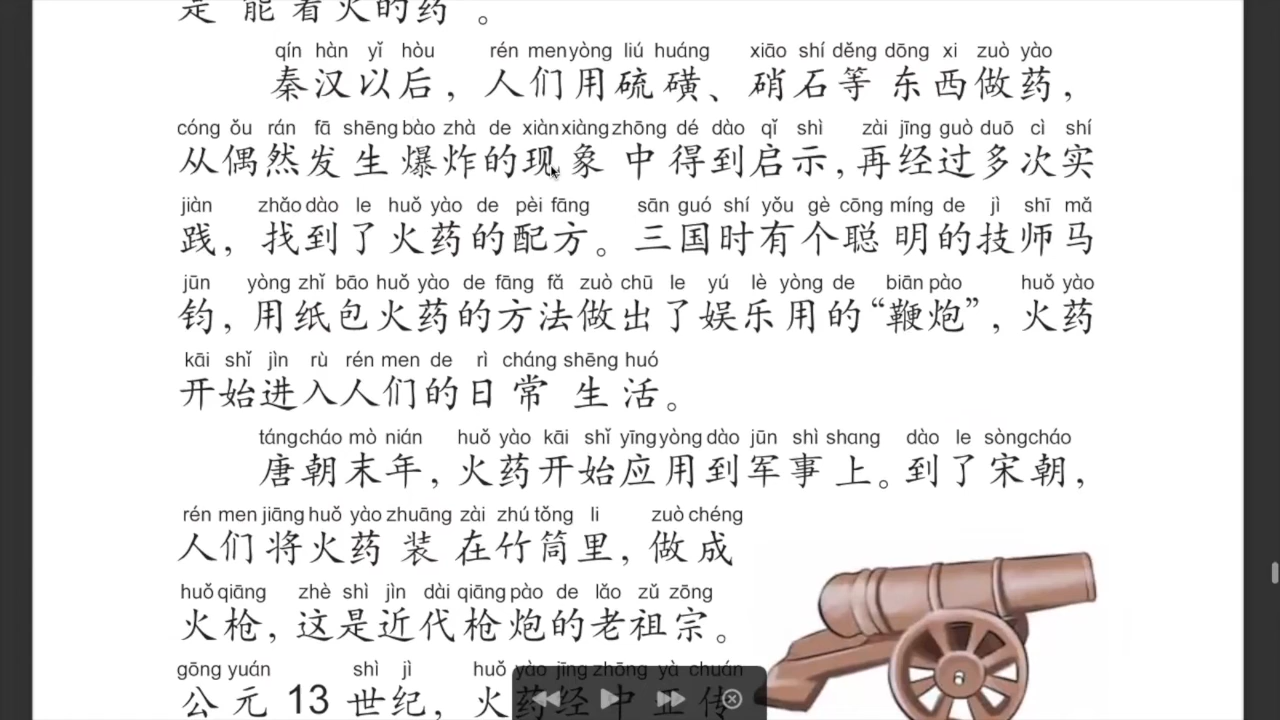 是能着火的药。
qín hàn yǐ hòu rén men yòng liú huáng xiāo shí děng dōng xi zuò yào
秦汉以后，人们用硫磺、硝石等东西做药，
cóng ǒu rán fā shēng bào zhà de xiàn xiàng zhōng dé dào qǐ shì zài jīng guò duō cì shí
从偶然发生爆炸的现象中得到启示，再经过多次实
jiàn zhǎo dào le huǒ yào de pèi fāng sān guó shí yǒu gè cōng míng de jì shī mǎ
践，找到了火药的配方。三国时有个聪明的技师马
jūn yòng zhǐ bāo huǒ yào de fāng fǎ zuò chū le yú lè yòng de biān pào huǒ yào
钧，用纸包火药的方法做出了娱乐用的“鞭炮”，火药
kāi shǐ jìn rù rén men de rì cháng shēng huó
开始进入人们的日常生活。
táng cháo mò nián huǒ yào kāi shǐ yīng yòng dào jūn shì shang dào le sòng cháo
唐朝末年，火药开始应用到军事上。到了宋朝，
rén men jiāng huǒ yào zhuāng zài zhú tǒng li zuò chéng
人们将火药装在竹筒里，做成
huǒ qiāng zhè shì jìn dài qiāng pào de lǎo zǔ zōng
火枪，这是近代枪炮的老祖宗。
gōng yuán shì jì huǒ yào jīng zhōng yà chuán
公元13世纪，火药经中亚传